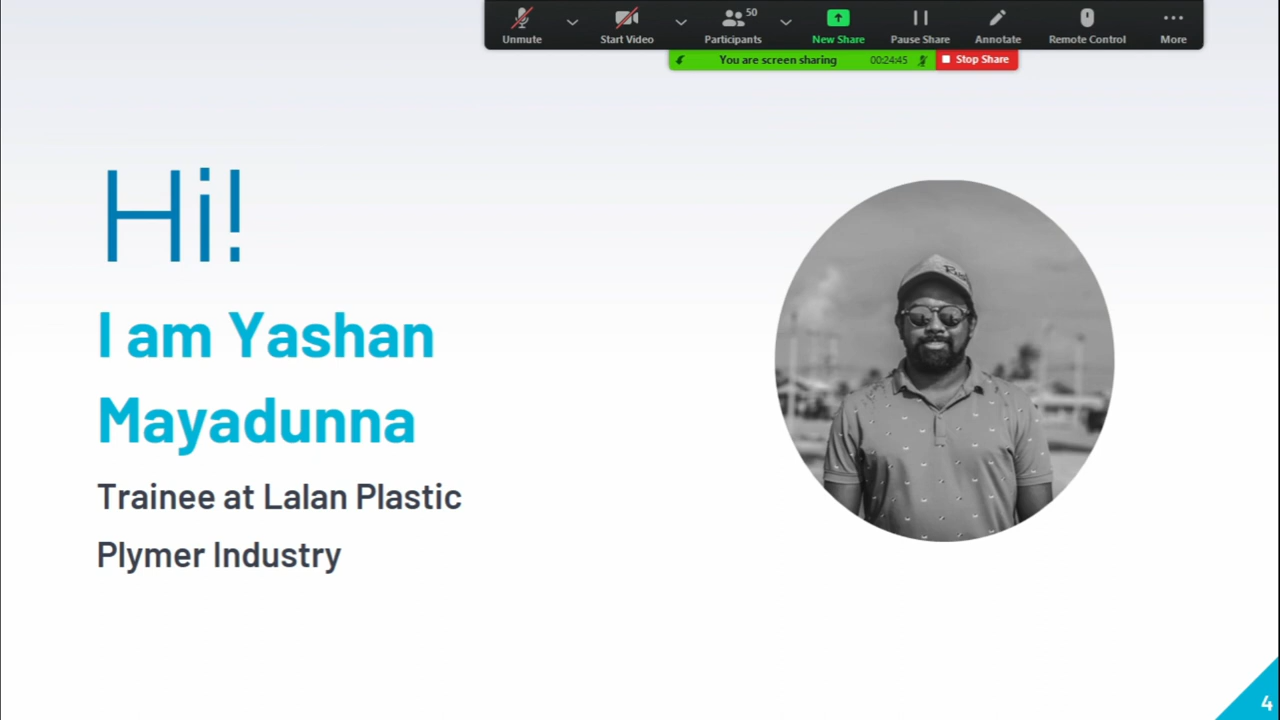 50
Unmute Start Video Participants New Share Pause Share Annotate Remote Control More
You are screen sharing 00:24:45 Stop Share
Hi!
I am Yashan
Mayadunna
Trainee at Lalan Plastic
Plymer Industry
4